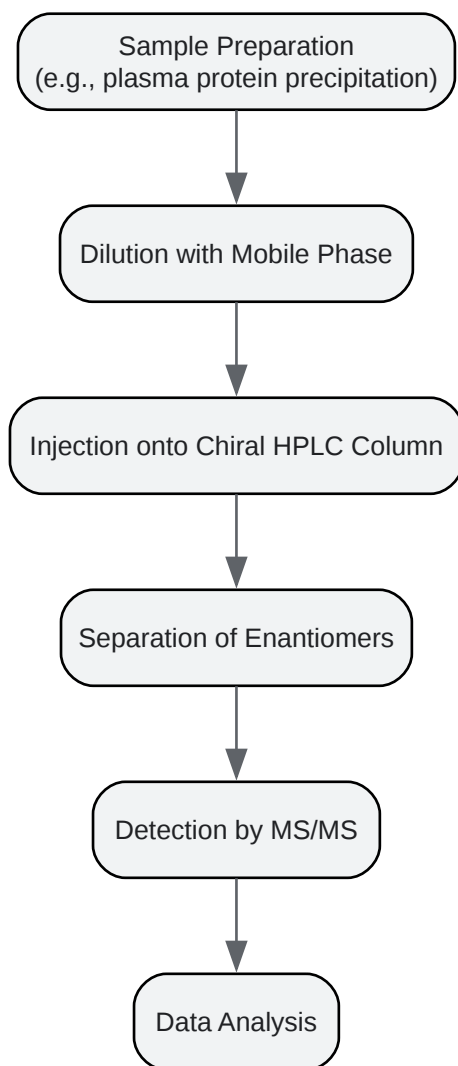 Sample Preparation
(e.g., plasma protein precipitation)
Dilution with Mobile Phase
Injection onto Chiral HPLC Column
Separation of Enantiomers
Detection by MS/MS
Data Analysis